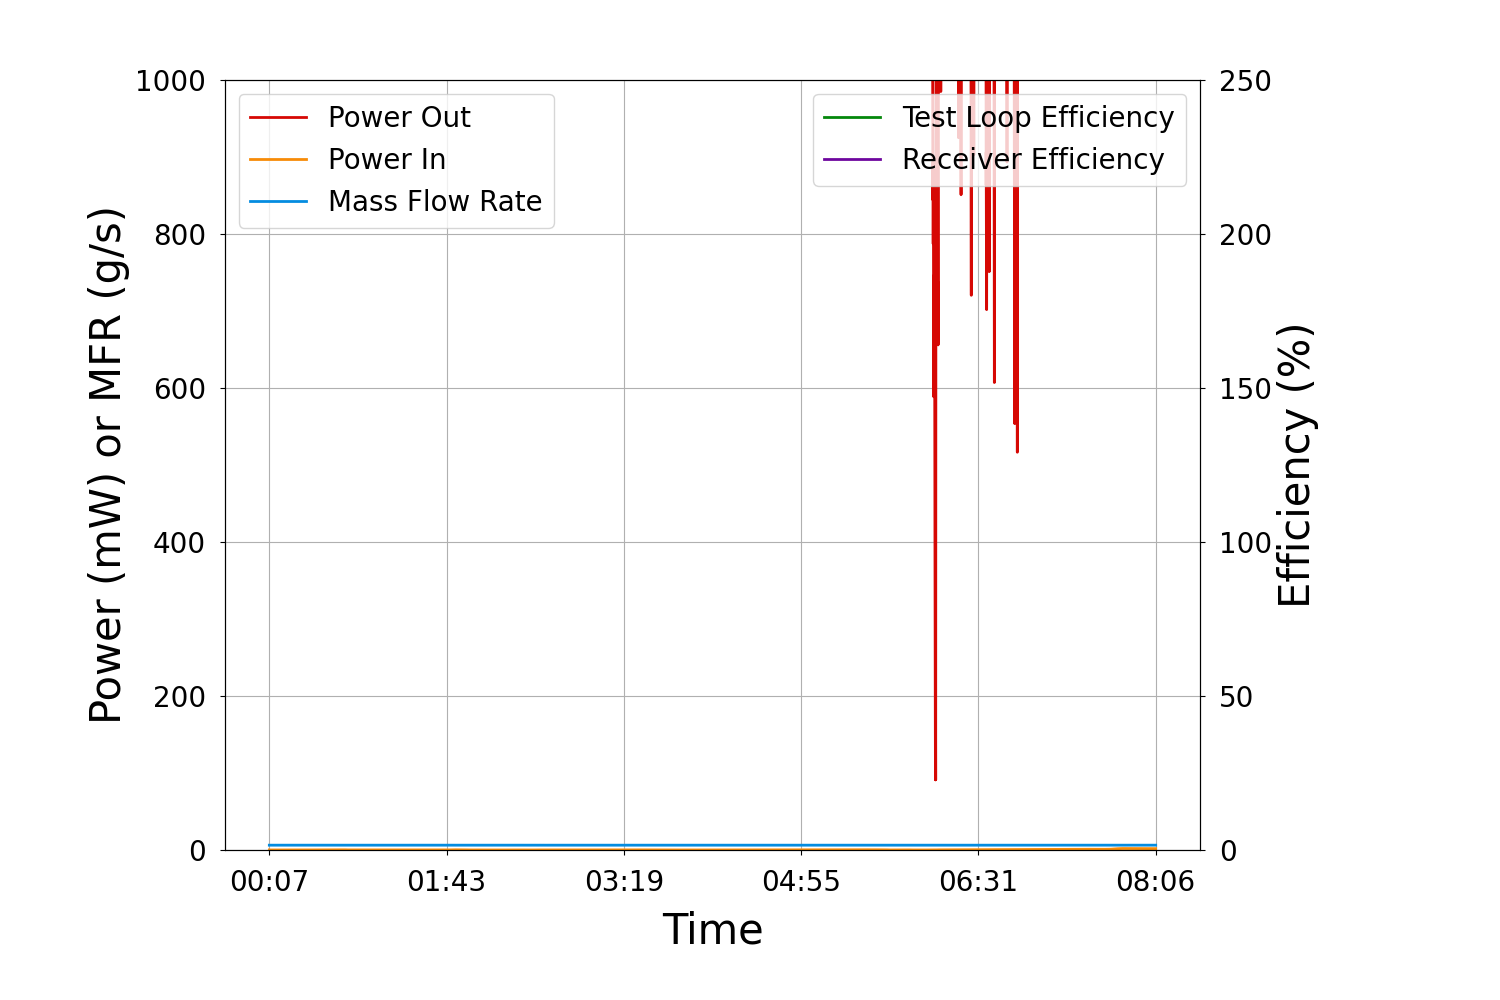 1000
800
600
400
200
0
Power (mW) or MFR (g/s)
Power Out
Power In
Mass Flow Rate
Test Loop Efficiency
Receiver Efficiency
250
200
150
100
50
0
Efficiency (%)
00:07 01:43 03:19 04:55 06:31 08:06
Time